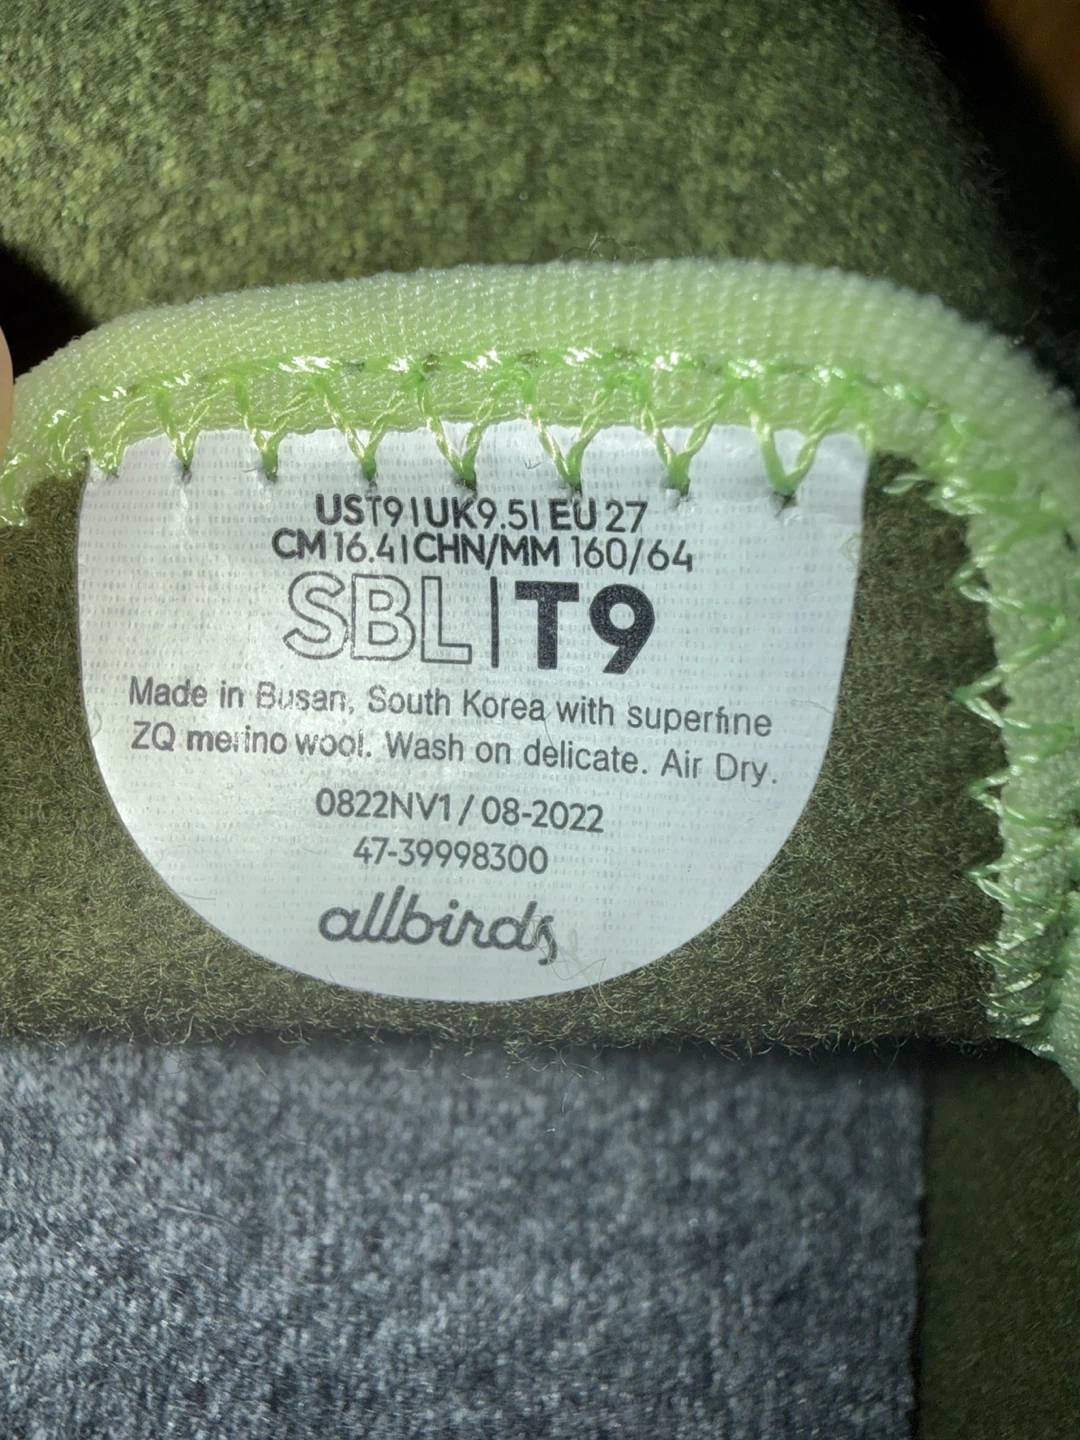 UST9 | UK9.5 | EU 27
CM 16.4 | CHN/MM 160/64
SBL | T9
Made in Busan, South Korea with superfine
ZQ merino wool. Wash on delicate. Air Dry.
0822NV1 / 08-2022
47-39998300
allbirds